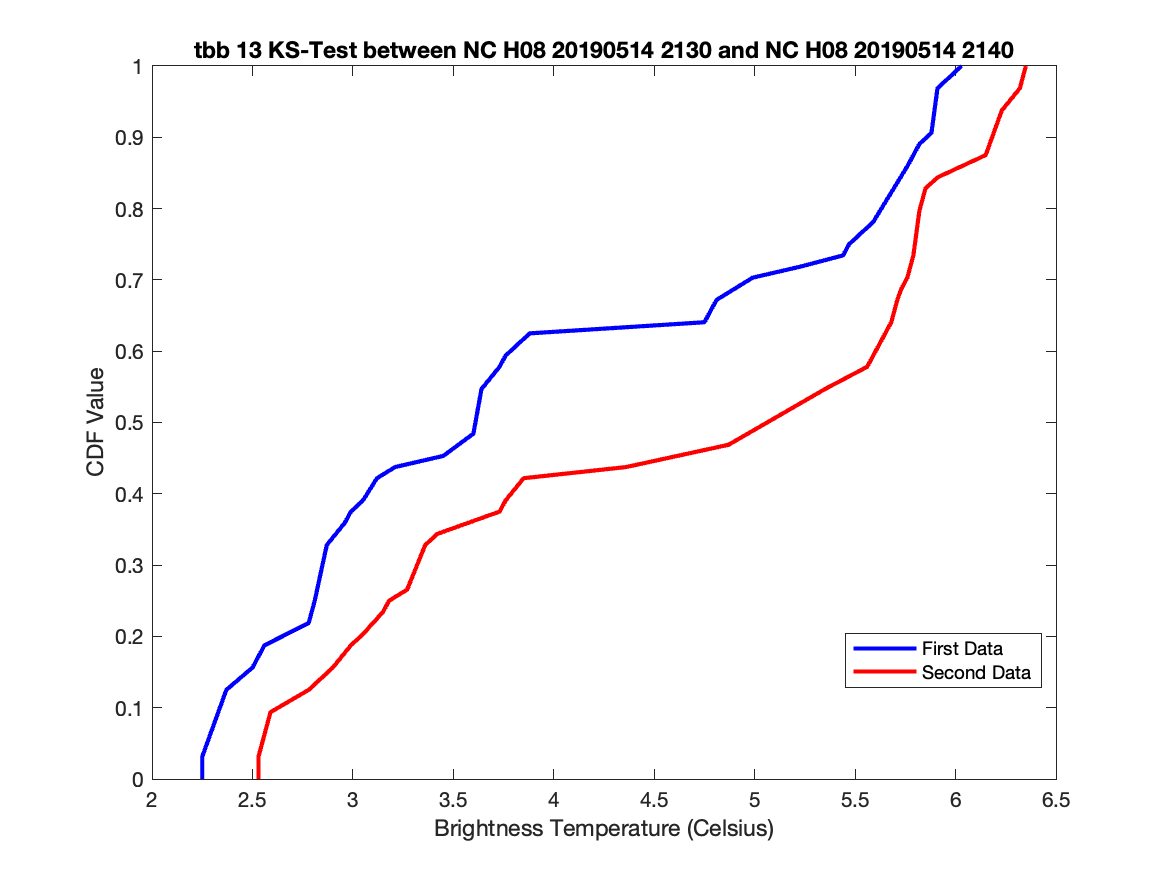 tbb 13 KS-Test between NC H08 20190514 2130 and NC H08 20190514 2140
1
0.9
0.8
0.7
0.6
0.5
0.4
0.3
0.2
0.1
0
CDF Value
First Data
Second Data
2 2.5 3 3.5 4 4.5 5 5.5 6 6.5
Brightness Temperature (Celsius)